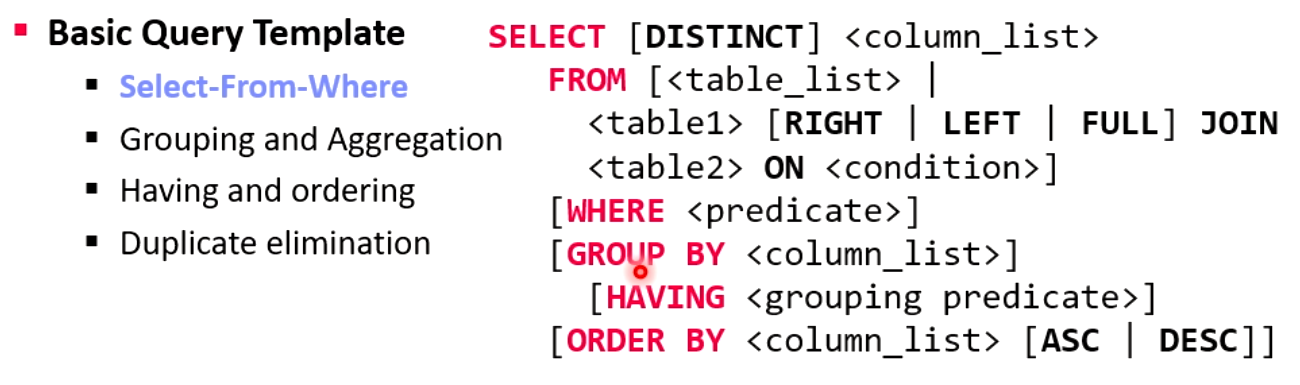 Basic Query Template
Select-From-Where
Grouping and Aggregation
Having and ordering
Duplicate elimination
SELECT [DISTINCT] <column_list>
FROM [<table_list> |
<table1> [RIGHT | LEFT | FULL] JOIN
<table2> ON <condition>]
[WHERE <predicate>]
[GROUP BY <column_list>]
[HAVING <grouping predicate>]
[ORDER BY <column_list> [ASC | DESC]]